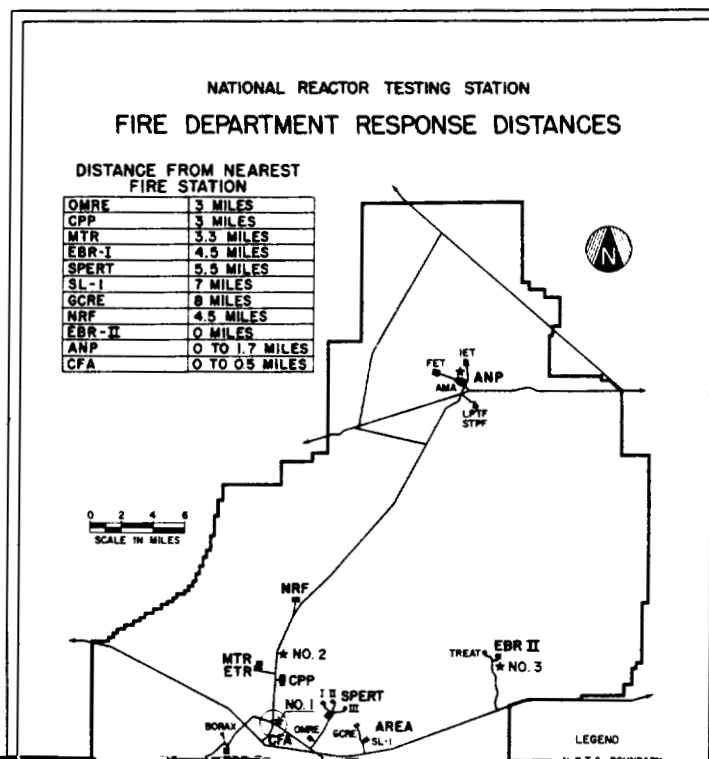 NATIONAL REACTOR TESTING STATION
FIRE DEPARTMENT RESPONSE DISTANCES
DISTANCE FROM NEAREST
FIRE STATION
OMRE 3 MILES
CPP 3 MILES
MTR 3.3 MILES
EBR-I 4.5 MILES
SPERT 5.5 MILES
SL-1 7 MILES
GCRE 8 MILES
NRF 4.5 MILES
EBR-II 0 MILES
ANP 0 TO 1.7 MILES
CFA 0 TO 0.5 MILES
N
IET
FET
ANP
AMA
LPTF
STPF
0 2 4 6
SCALE IN MILES
NRF
NO. 2
MTR
ETR
CPP
TREAT
EBR II
NO. 3
I II SPERT
III
NO. 1
BORAX
CFA
OMRE
GCRE
AREA
SL-1
LEGEND